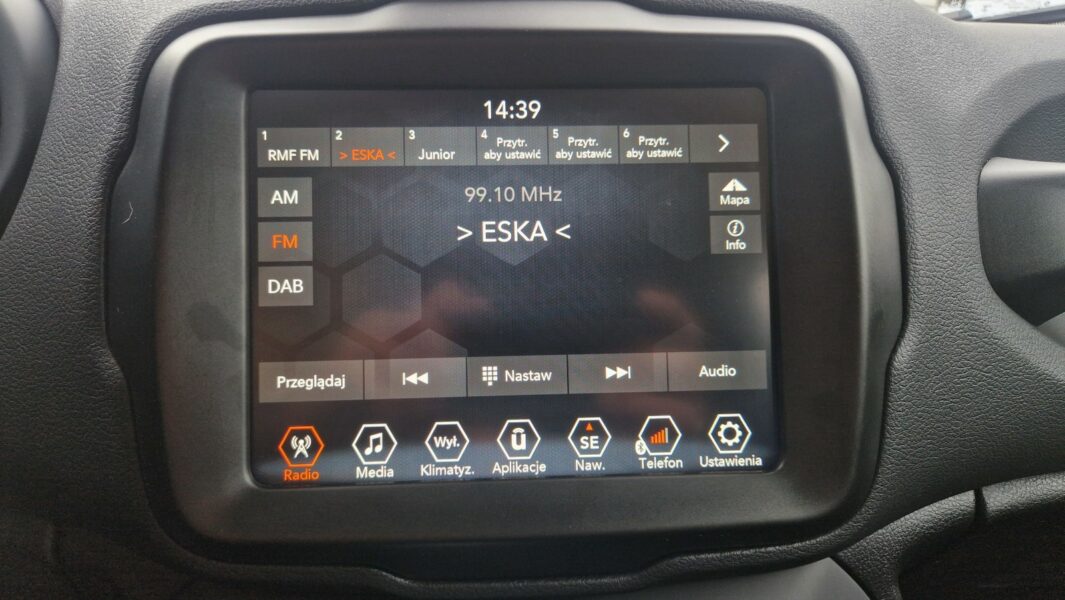 14:39
1 RMF FM
2 > ESKA <
3 Junior
4 Przytr.
aby ustawić
5 Przytr.
aby ustawić
6 Przytr.
aby ustawić
AM
99.10 MHz
Mapa
FM
> ESKA <
Info
DAB
Przeglądaj
Nastaw
Audio
Radio
Media
Wył.
Klimatyz.
Aplikacje
SE
Naw.
Telefon
Ustawienia